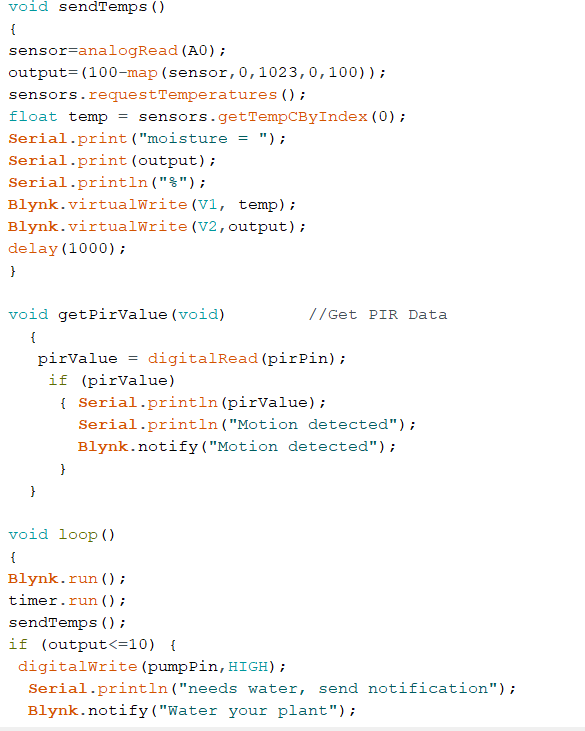 void sendTemps()
{
sensor=analogRead(A0);
output=(100-map(sensor,0,1023,0,100));
sensors.requestTemperatures();
float temp = sensors.getTempCByIndex(0);
Serial.print("moisture = ");
Serial.print(output);
Serial.println("%");
Blynk.virtualWrite(V1, temp);
Blynk.virtualWrite(V2,output);
delay(1000);
}

void getPirValue(void)        //Get PIR Data
  {
   pirValue = digitalRead(pirPin);
    if (pirValue)
     { Serial.println(pirValue);
       Serial.println("Motion detected");
       Blynk.notify("Motion detected");
     }
  }

void loop()
{
Blynk.run();
timer.run();
sendTemps();
if (output<=10) {
 digitalWrite(pumpPin,HIGH);
  Serial.println("needs water, send notification");
  Blynk.notify("Water your plant");